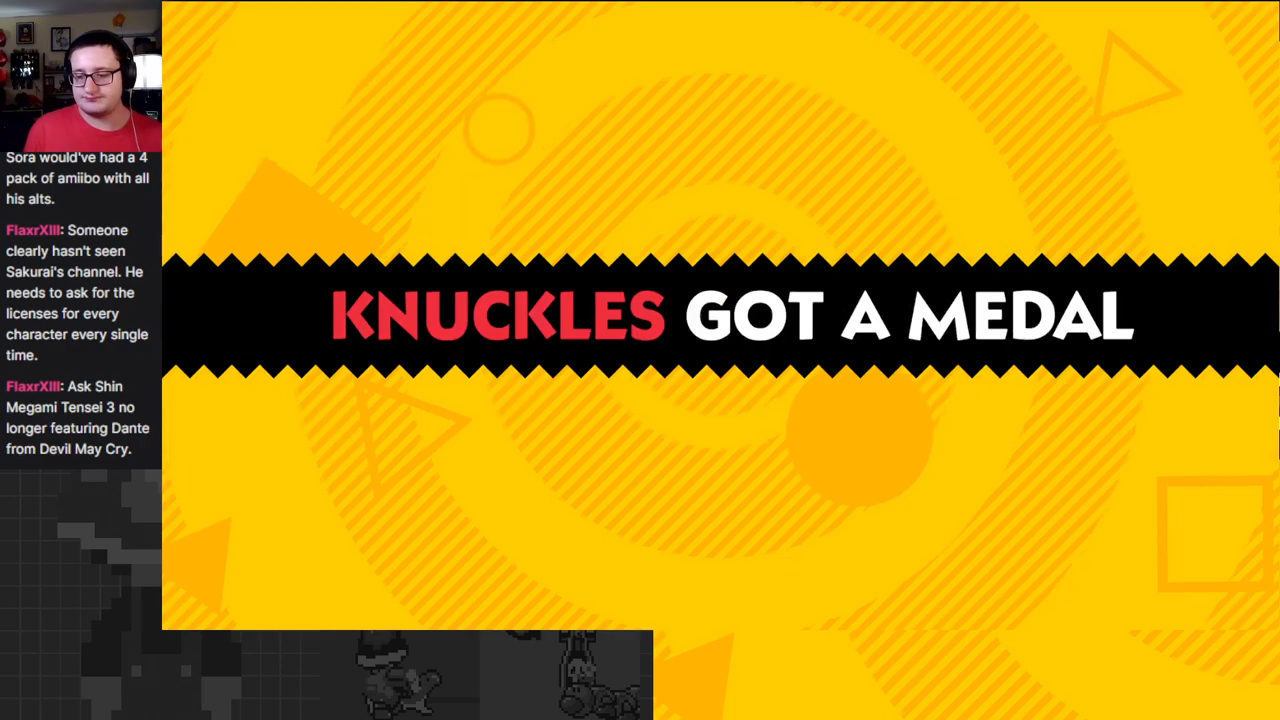 Sora would've had a 4
pack of amiibo with all
his alts.
FlaxrXIII: Someone
clearly hasn't seen
Sakurai's channel. He
needs to ask for the
licenses for every
character every single
time.
FlaxrXIII: Ask Shin
Megami Tensei 3 no
longer featuring Dante
from Devil May Cry.
KNUCKLES GOT A MEDAL